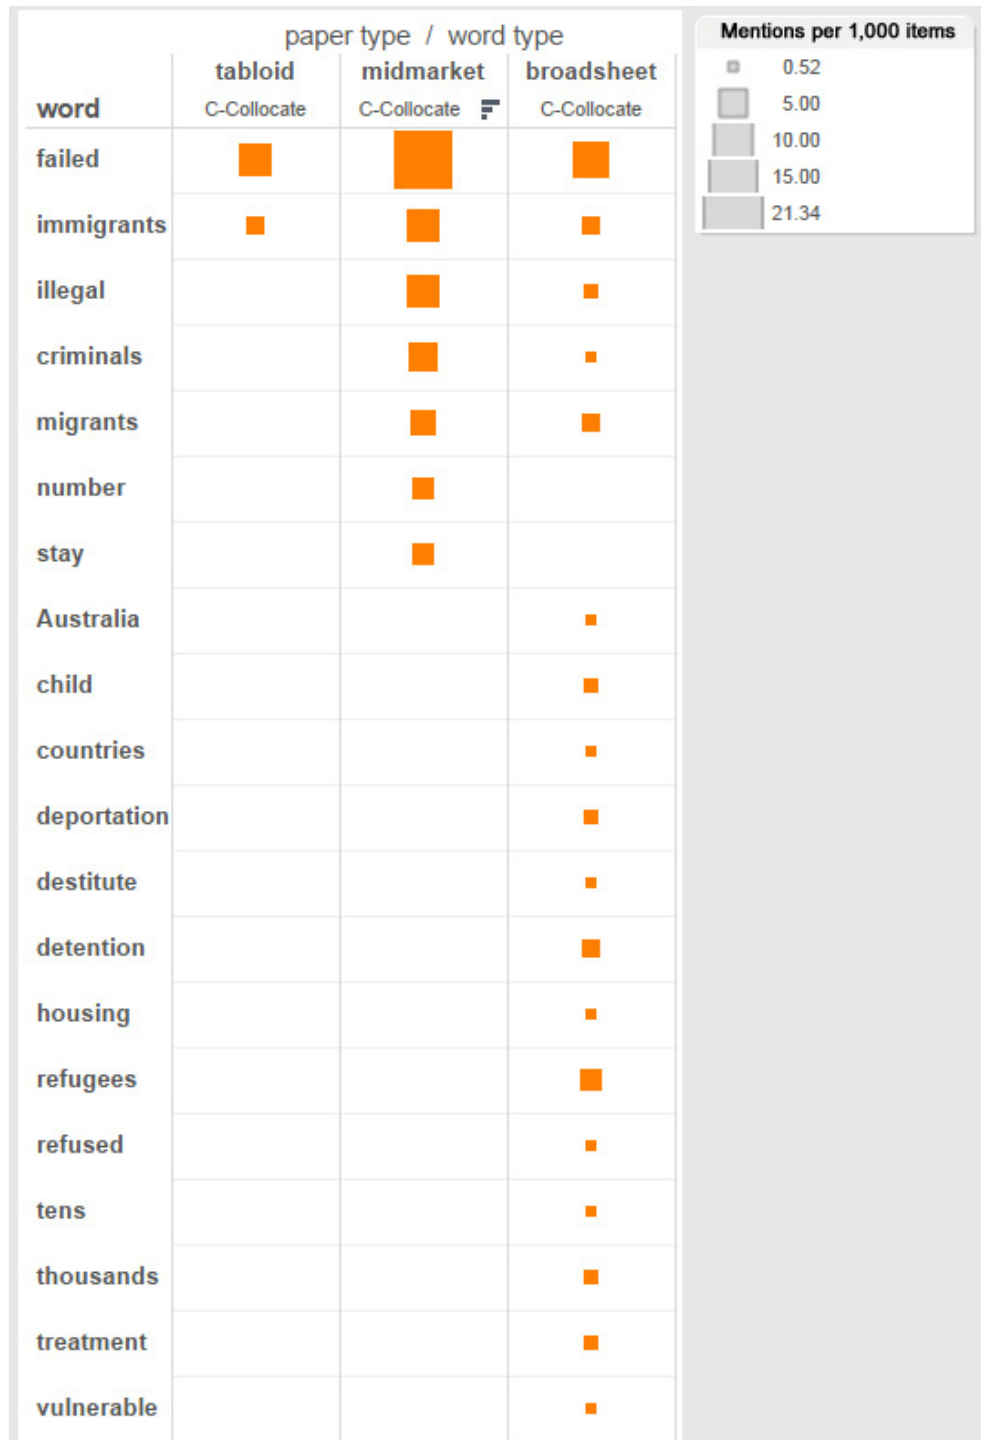 paper type / word type
tabloid midmarket broadsheet
word C-Collocate C-Collocate C-Collocate
failed
immigrants
illegal
criminals
migrants
number
stay
Australia
child
countries
deportation
destitute
detention
housing
refugees
refused
tens
thousands
treatment
vulnerable
Mentions per 1,000 items
0.52
5.00
10.00
15.00
21.34